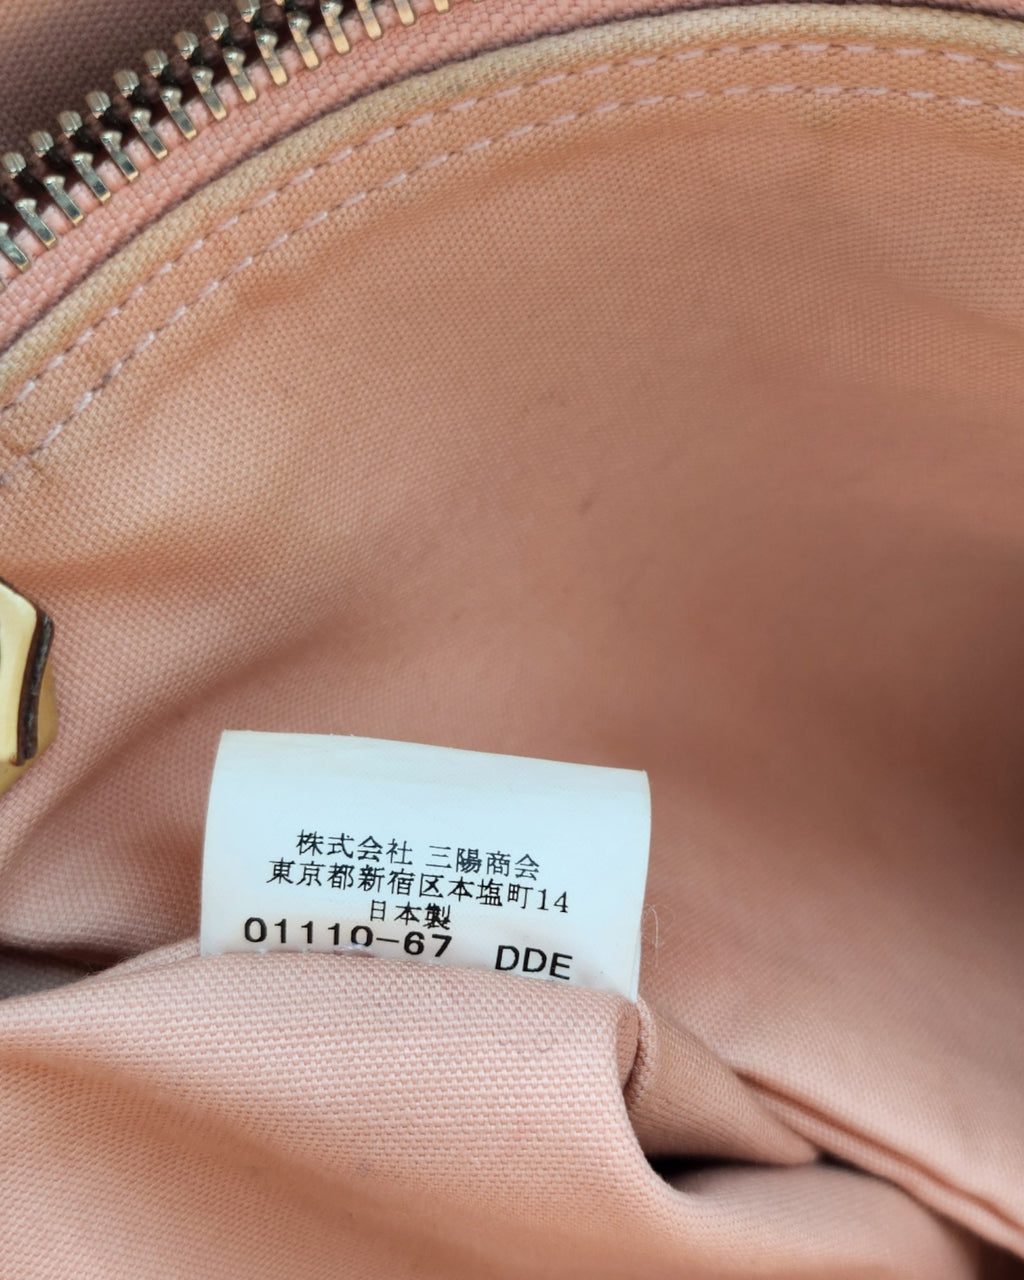 株式会社 三陽商会
東京都新宿区本塩町14
日本製
01110-67 DDE